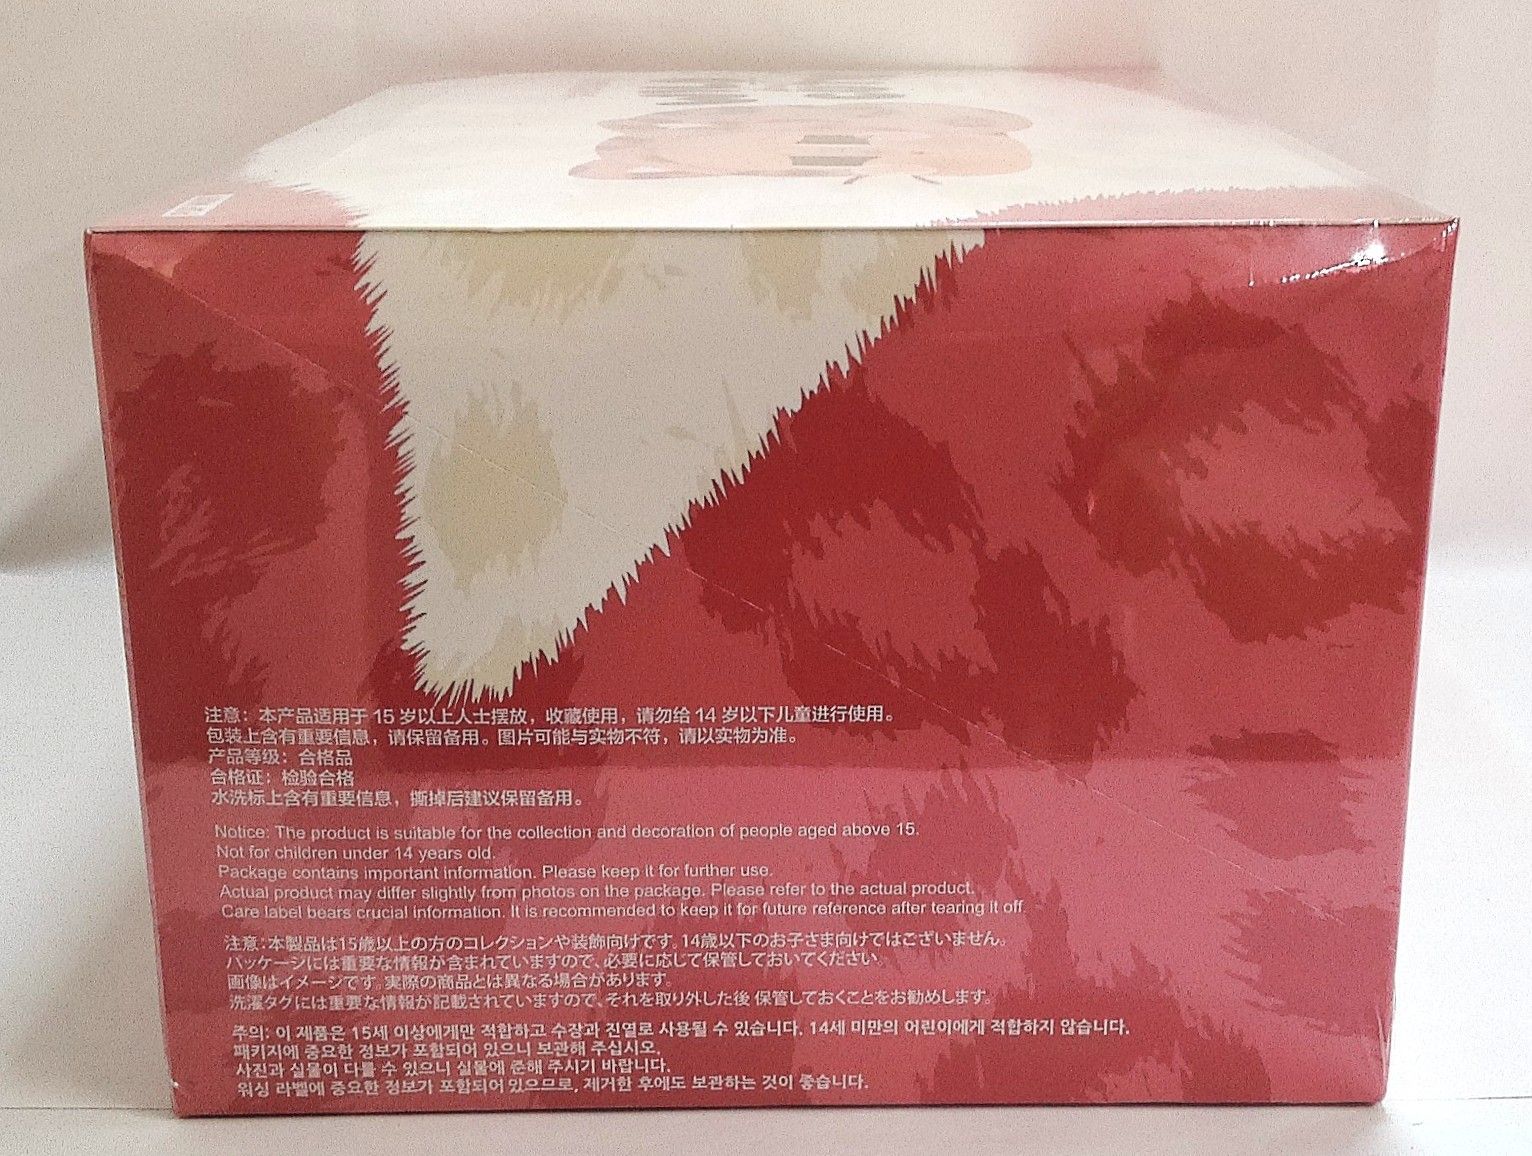 注意：本产品适用于 15 岁以上人士摆放，收藏使用，请勿给 14 岁以下儿童进行使用。
包装上含有重要信息，请保留备用。图片可能与实物不符，请以实物为准。
产品等级：合格品
合格证：检验合格
水洗标上含有重要信息，撕掉后建议保留备用。
Notice: The product is suitable for the collection and decoration of people aged above 15.
Not for children under 14 years old.
Package contains important information. Please keep it for further use.
Actual product may differ slightly from photos on the package. Please refer to the actual product.
Care label bears crucial information. It is recommended to keep it for future reference after tearing it off.
注意:本製品は15歳以上の方のコレクションや装飾向けです。14歳以下のお子さま向けではございません。
パッケージには重要な情報が含まれていますので、必要に応じて保管しておいてください。
画像はイメージです。実際の商品とは異なる場合があります。
洗濯タグには重要な情報が記載されていますので、それを取り外した後 保管しておくことをお勧めします。
주의: 이 제품은 15세 이상에게만 적합하고 수장과 진열로 사용될 수 있습니다. 14세 미만의 어린이에게 적합하지 않습니다.
패키지에 중요한 정보가 포함되어 있으니 보관해 주십시오.
사진과 실물이 다를 수 있으니 실물에 준해 주시기 바랍니다.
워싱 라벨에 중요한 정보가 포함되어 있으므로, 제거한 후에도 보관하는 것이 좋습니다.